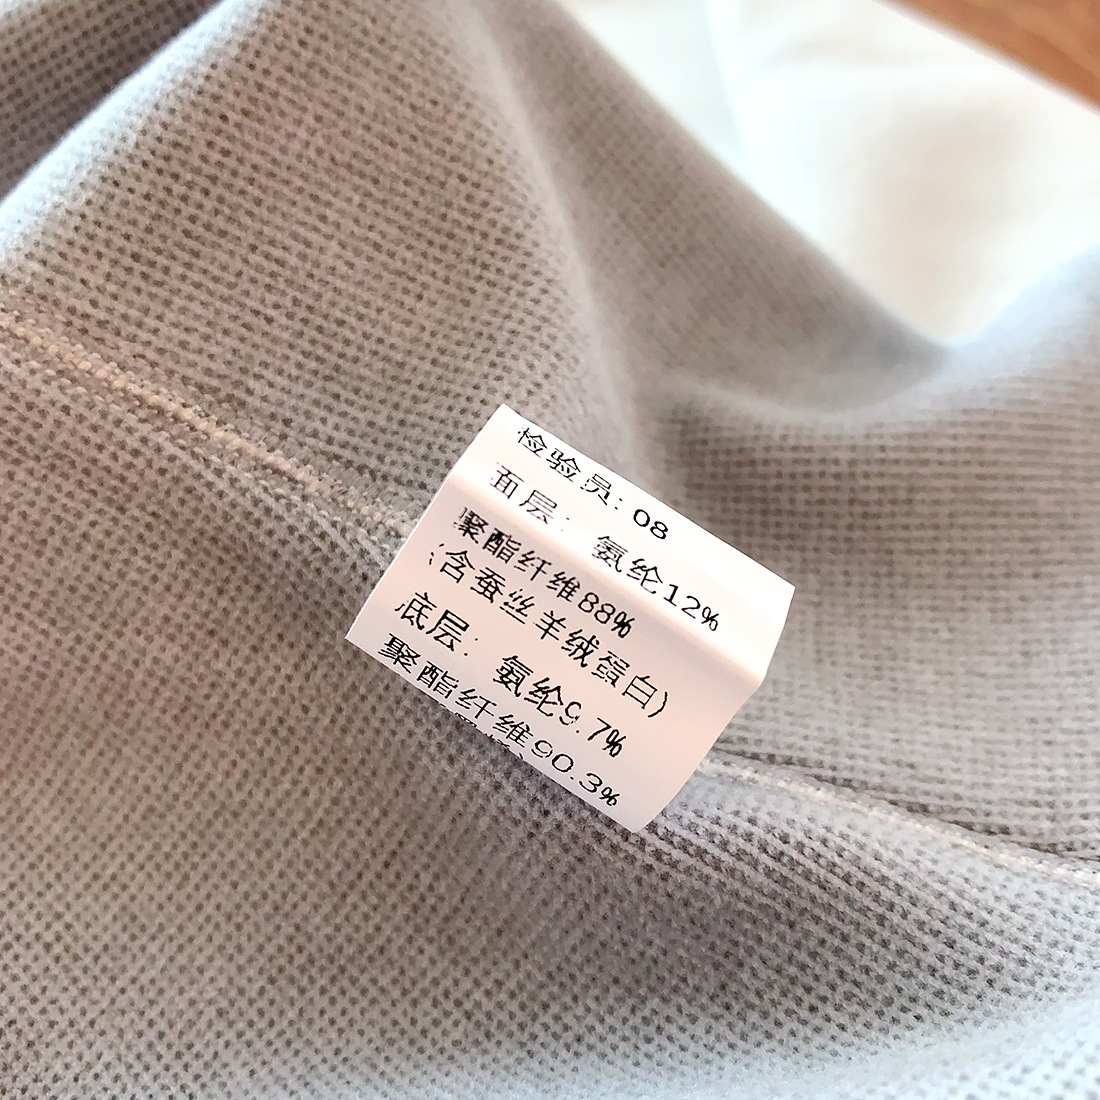 检验员: 08
面层: 氨纶12%
聚酯纤维88%
(含蚕丝羊绒蛋白)
底层: 氨纶9.7%
聚酯纤维90.3%